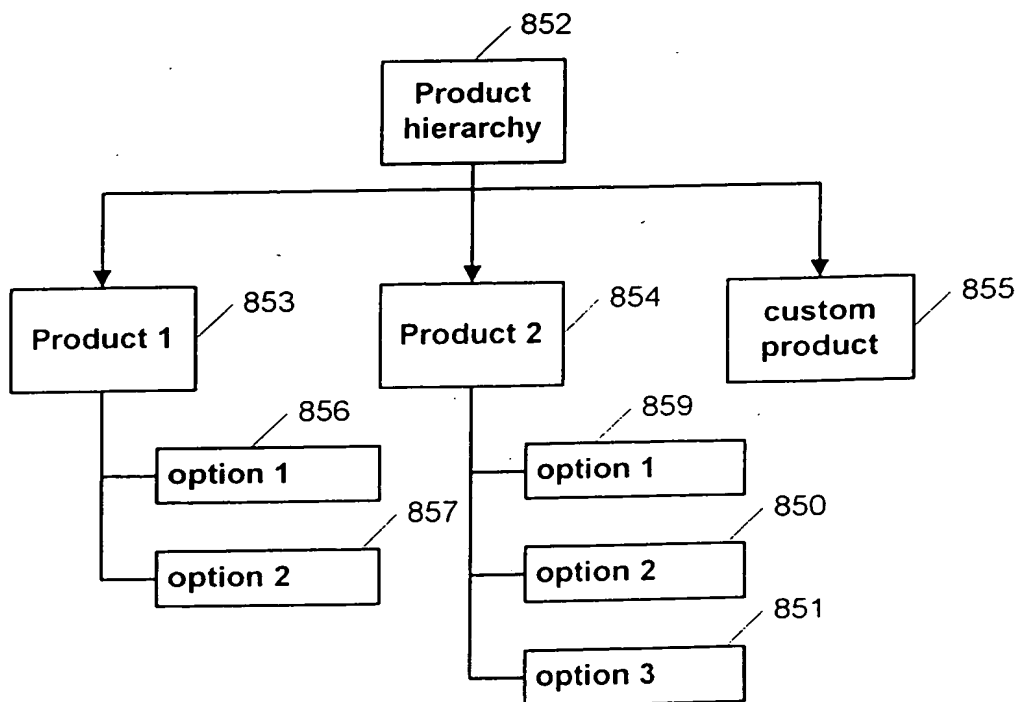 852
Product
hierarchy
853
854
855
Product 1
Product 2
custom
product
856
859
option 1
option 1
857
850
option 2
option 2
851
option 3